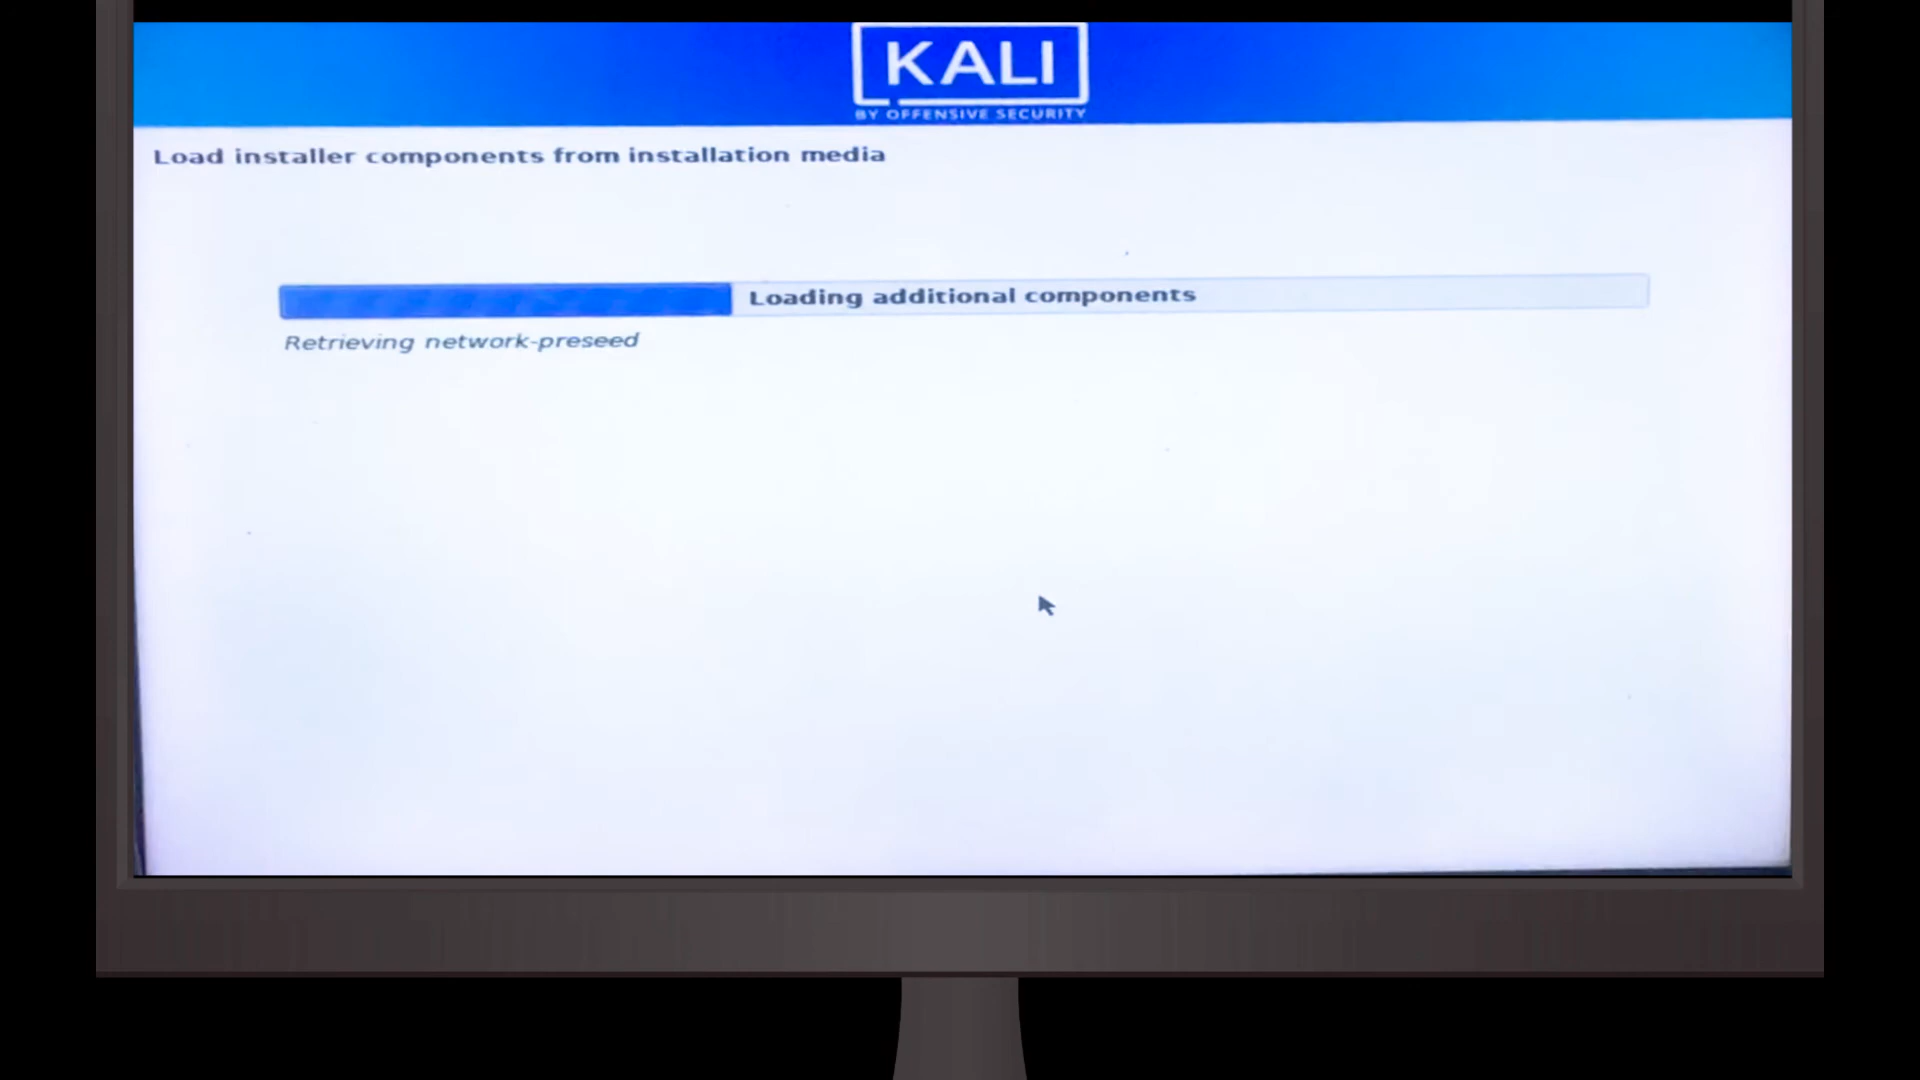 KALI
BY OFFENSIVE SECURITY
Load installer components from installation media
Loading additional components
Retrieving network-preseed